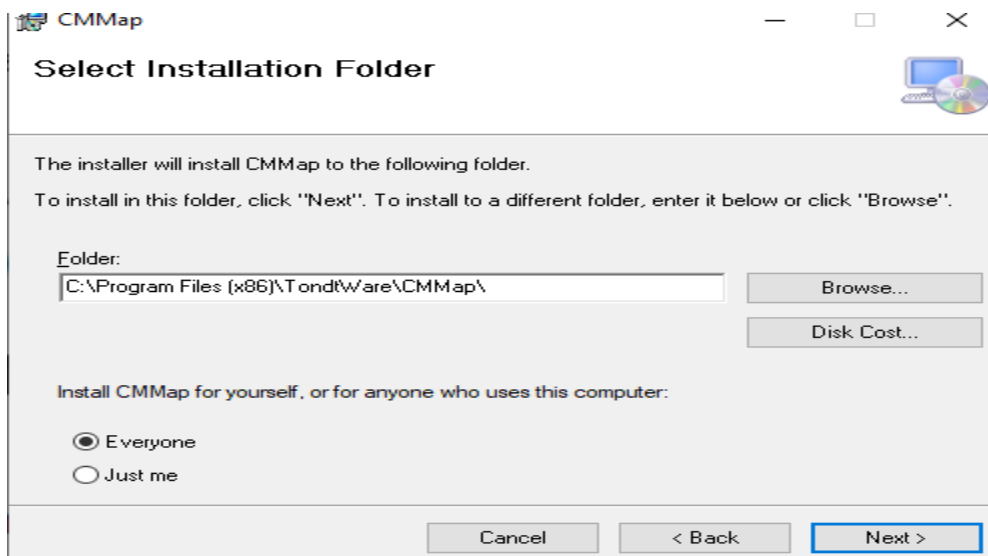 CMMap
Select Installation Folder
The installer will install CMMap to the following folder.
To install in this folder, click "Next". To install to a different folder, enter it below or click "Browse".
Folder:
C:\Program Files (x86)\TondtWare\CMMap\
Browse...
Disk Cost...
Install CMMap for yourself, or for anyone who uses this computer:
Everyone
Just me
Cancel
< Back
Next >